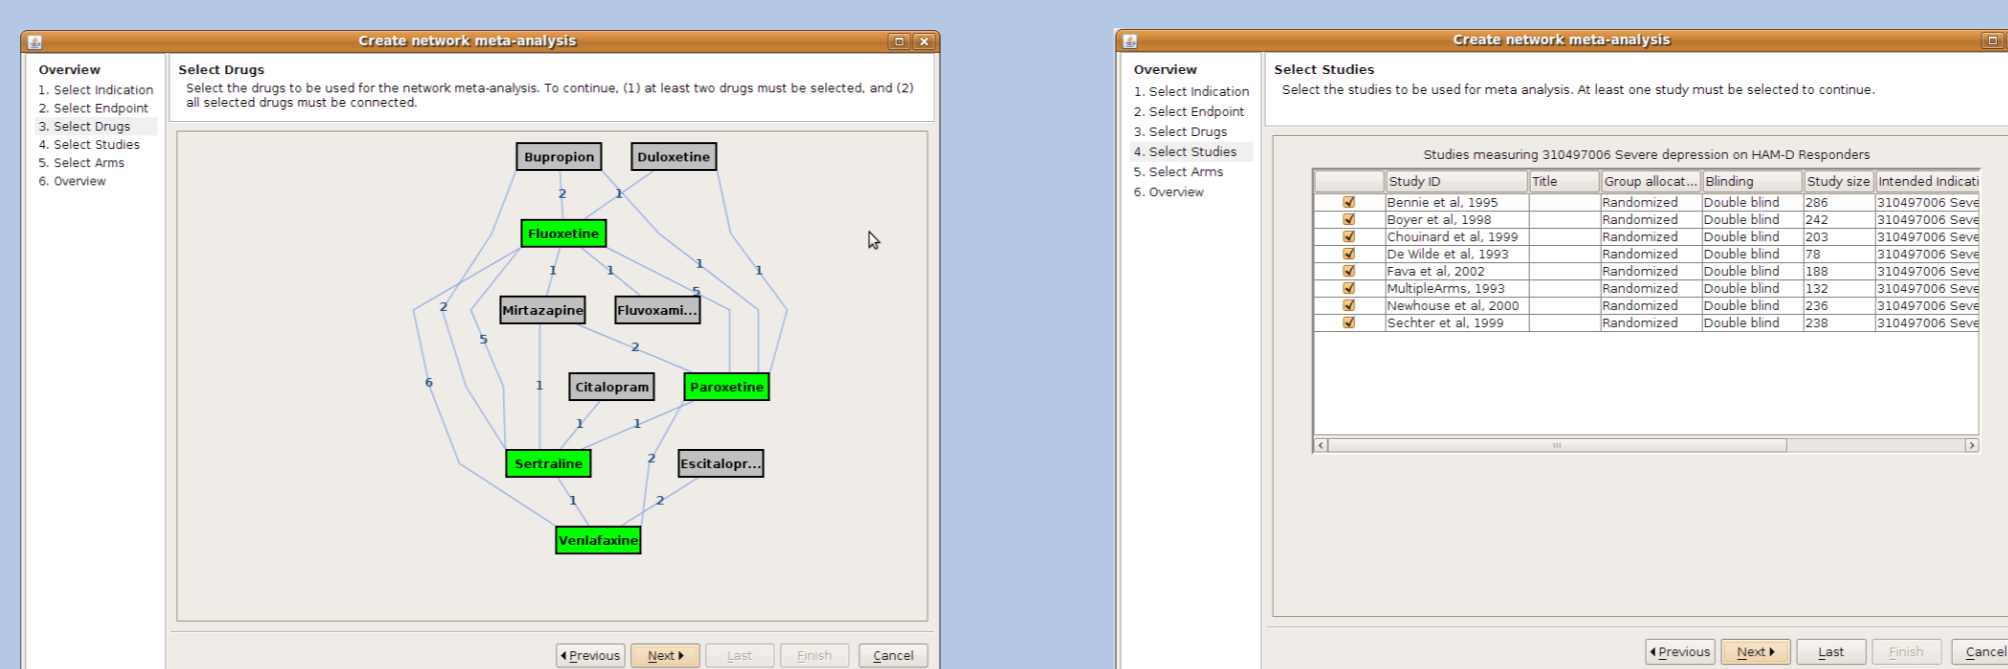 Create network meta-analysis
Overview
1. Select Indication
2. Select Endpoint
3. Select Drugs
4. Select Studies
5. Select Arms
6. Overview
Select Drugs
Select the drugs to be used for the network meta-analysis. To continue, (1) at least two drugs must be selected, and (2)
all selected drugs must be connected.
Bupropion Duloxetine
2 1
Fluoxetine
1 1 1 1
5
2
Mirtazapine Fluvoxami...
5 2
6 1 Citalopram Paroxetine
1 1
Sertraline 2 Escitalopr...
1 2
Venlafaxine
Previous Next Last Finish Cancel
Create network meta-analysis
Overview
1. Select Indication
2. Select Endpoint
3. Select Drugs
4. Select Studies
5. Select Arms
6. Overview
Select Studies
Select the studies to be used for meta analysis. At least one study must be selected to continue.
Studies measuring 310497006 Severe depression on HAM-D Responders
Study ID Title Group allocat... Blinding Study size Intended Indicati
Bennie et al, 1995 Randomized Double blind 286 310497006 Seve
Boyer et al, 1998 Randomized Double blind 242 310497006 Seve
Chouinard et al, 1999 Randomized Double blind 203 310497006 Seve
De Wilde et al, 1993 Randomized Double blind 78 310497006 Seve
Fava et al, 2002 Randomized Double blind 188 310497006 Seve
MultipleArms, 1993 Randomized Double blind 132 310497006 Seve
Newhouse et al, 2000 Randomized Double blind 236 310497006 Seve
Sechter et al, 1999 Randomized Double blind 238 310497006 Seve
Previous Next Last Finish Cancel